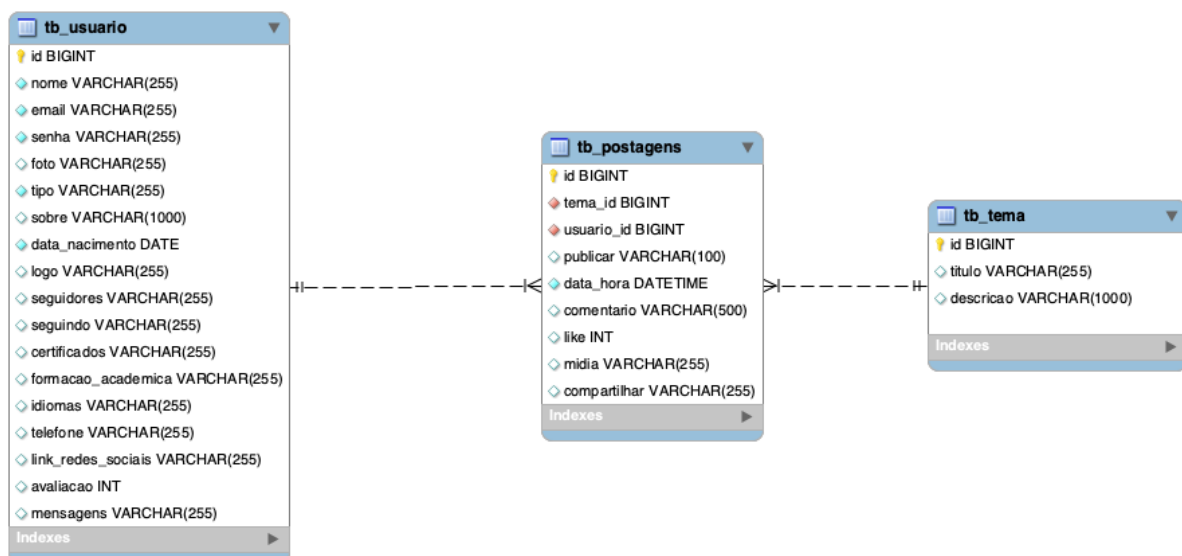 tb_usuario
id BIGINT
nome VARCHAR(255)
email VARCHAR(255)
senha VARCHAR(255)
foto VARCHAR(255)
tipo VARCHAR(255)
sobre VARCHAR(1000)
data_nacimento DATE
logo VARCHAR(255)
seguidores VARCHAR(255)
seguindo VARCHAR(255)
certificados VARCHAR(255)
formacao_academica VARCHAR(255)
idiomas VARCHAR(255)
telefone VARCHAR(255)
link_redes_sociais VARCHAR(255)
avaliacao INT
mensagens VARCHAR(255)
Indexes
tb_postagens
id BIGINT
tema_id BIGINT
usuario_id BIGINT
publicar VARCHAR(100)
data_hora DATETIME
comentario VARCHAR(500)
like INT
midia VARCHAR(255)
compartilhar VARCHAR(255)
Indexes
tb_tema
id BIGINT
titulo VARCHAR(255)
descricao VARCHAR(1000)
Indexes